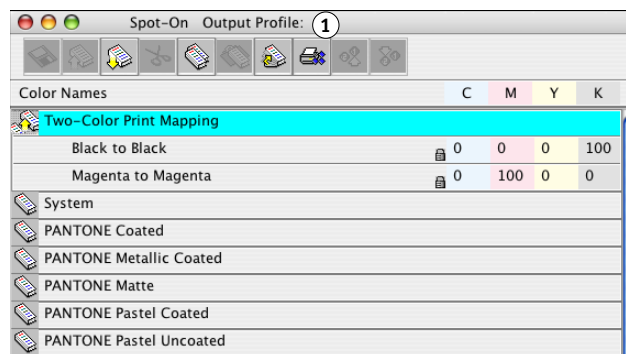 Spot-On Output Profile: 1
Color Names C M Y K
Two-Color Print Mapping
Black to Black 0 0 0 100
Magenta to Magenta 0 100 0 0
System
PANTONE Coated
PANTONE Metallic Coated
PANTONE Matte
PANTONE Pastel Coated
PANTONE Pastel Uncoated